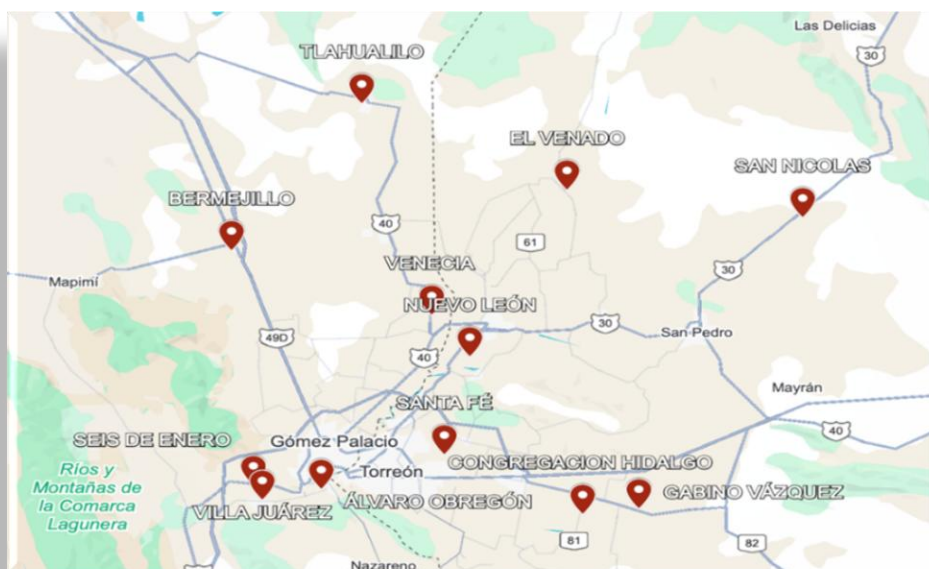 Las Delicias
30
TLAHUALILO
EL VENADO
SAN NICOLAS
BERMEJILLO
40
61
VENECIA
30
Mapimí
NUEVO LEÓN
30
San Pedro
49D
40
Mayrán
SANTA FÉ
40
SEIS DE ENERO
Gómez Palacio
CONGREGACION HIDALGO
Ríos y
Montañas de
la Comarca
Lagunera
Torreón
GABINO VÁZQUEZ
VILLA JUÁREZ
ÁLVARO OBREGÓN
81
82
Nazareno